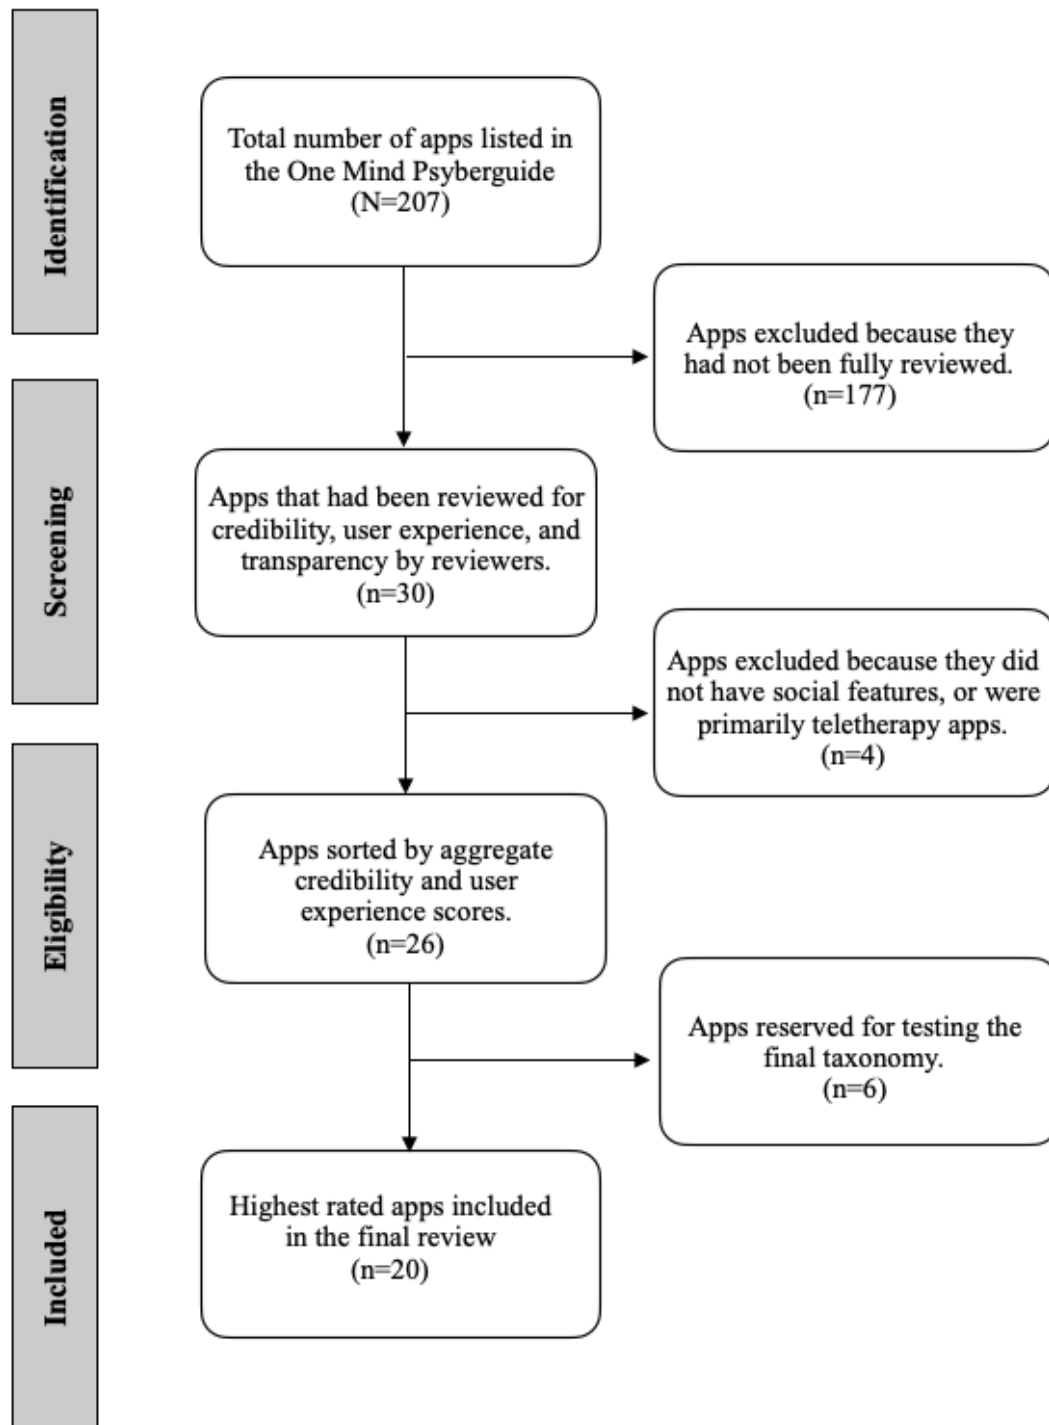 Identification
Total number of apps listed in
the One Mind Psyberguide
(N=207)
Apps excluded because they
had not been fully reviewed.
(n=177)
Screening
Apps that had been reviewed for
credibility, user experience, and
transparency by reviewers.
(n=30)
Apps excluded because they did
not have social features, or were
primarily teletherapy apps.
(n=4)
Eligibility
Apps sorted by aggregate
credibility and user
experience scores.
(n=26)
Apps reserved for testing the
final taxonomy.
(n=6)
Included
Highest rated apps included
in the final review
(n=20)